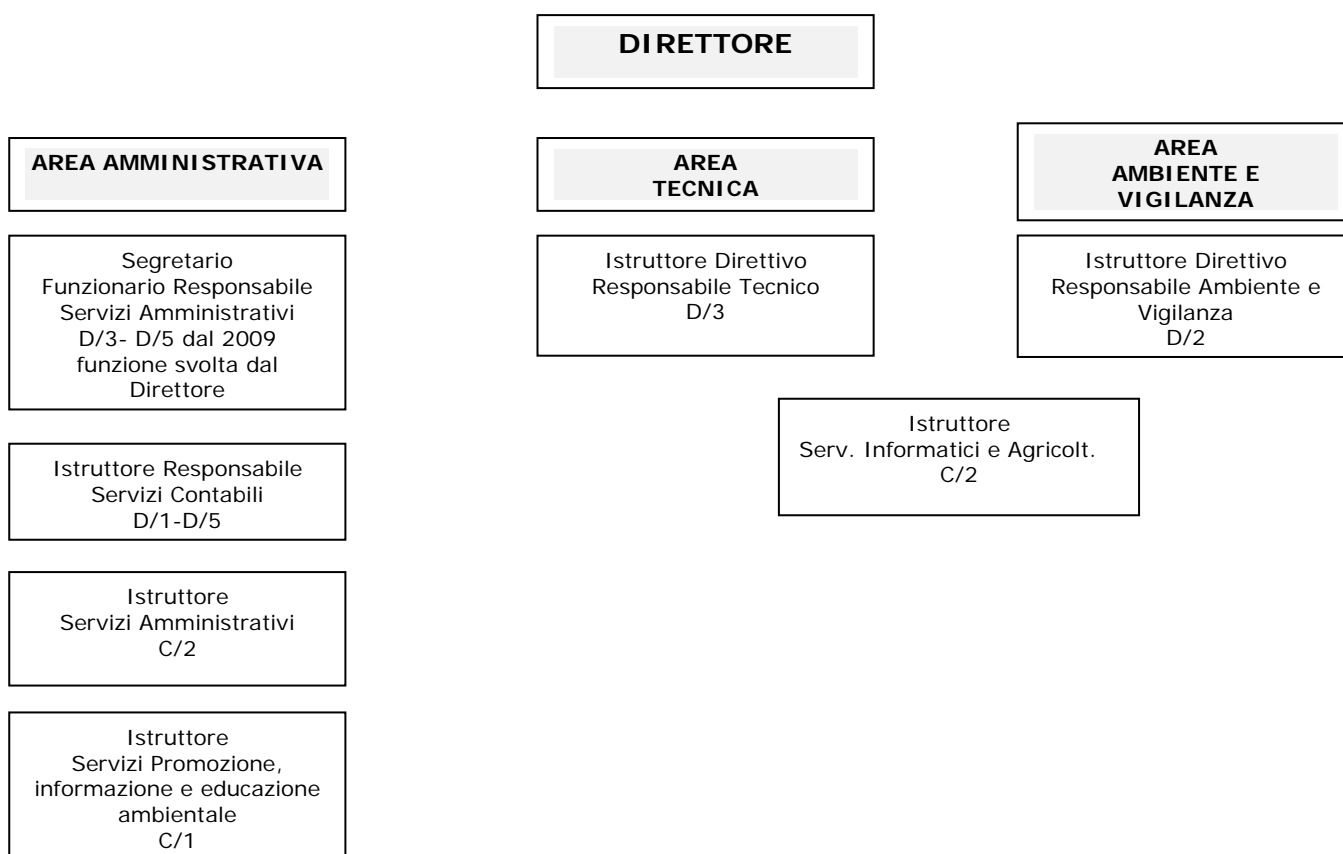 DIRETTORE
AREA AMMINISTRATIVA
AREA
TECNICA
AREA
AMBIENTE E
VIGILANZA
Segretario
Funzionario Responsabile
Servizi Amministrativi
D/3- D/5 dal 2009
funzione svolta dal
Direttore
Istruttore Direttivo
Responsabile Tecnico
D/3
Istruttore Direttivo
Responsabile Ambiente e
Vigilanza
D/2
Istruttore
Serv. Informatici e Agricolt.
C/2
Istruttore Responsabile
Servizi Contabili
D/1-D/5
Istruttore
Servizi Amministrativi
C/2
Istruttore
Servizi Promozione,
informazione e educazione
ambientale
C/1